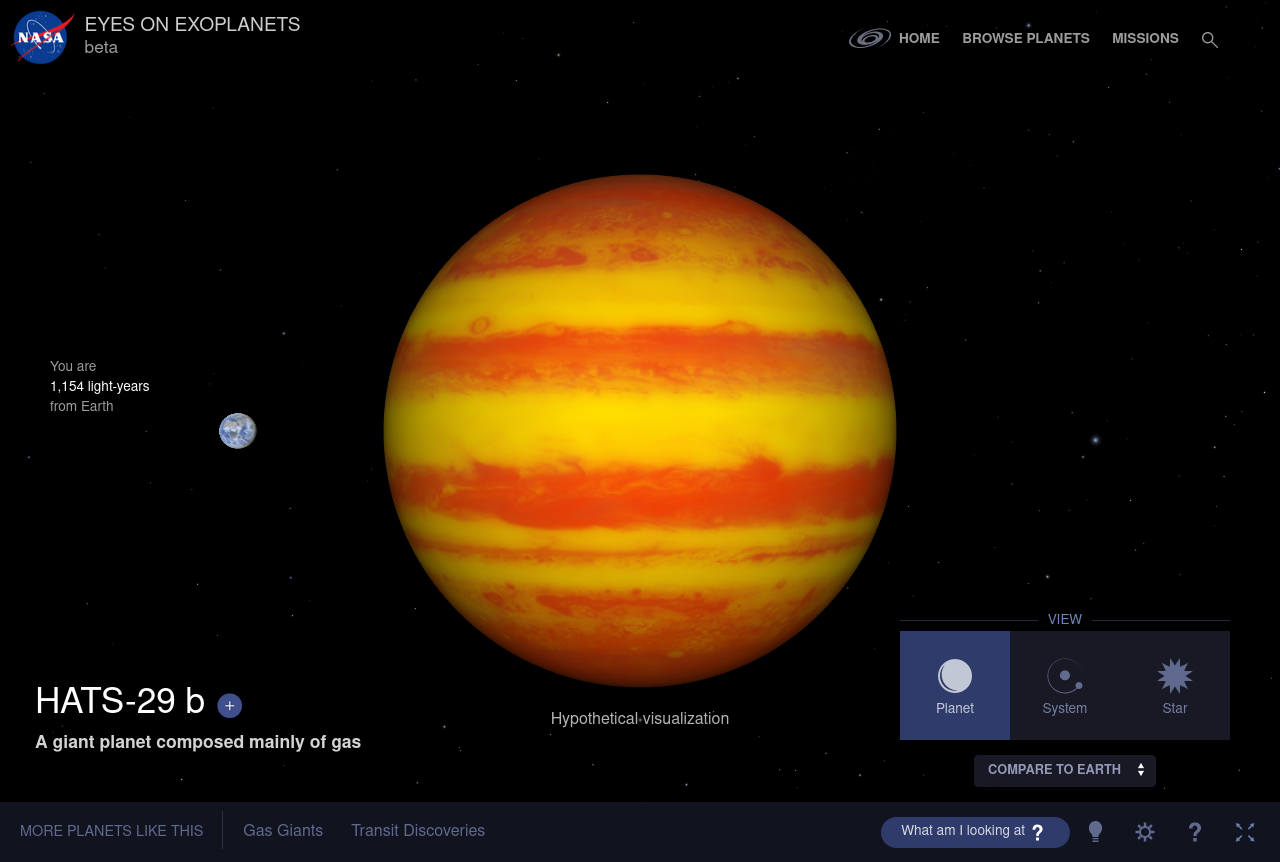 NASA
EYES ON EXOPLANETS
beta
HOME
BROWSE PLANETS
MISSIONS
You are
1,154 light-years
from Earth
HATS-29 b +
A giant planet composed mainly of gas
Hypothetical visualization
VIEW
Planet
System
Star
COMPARE TO EARTH
MORE PLANETS LIKE THIS
Gas Giants
Transit Discoveries
What am I looking at ?
?